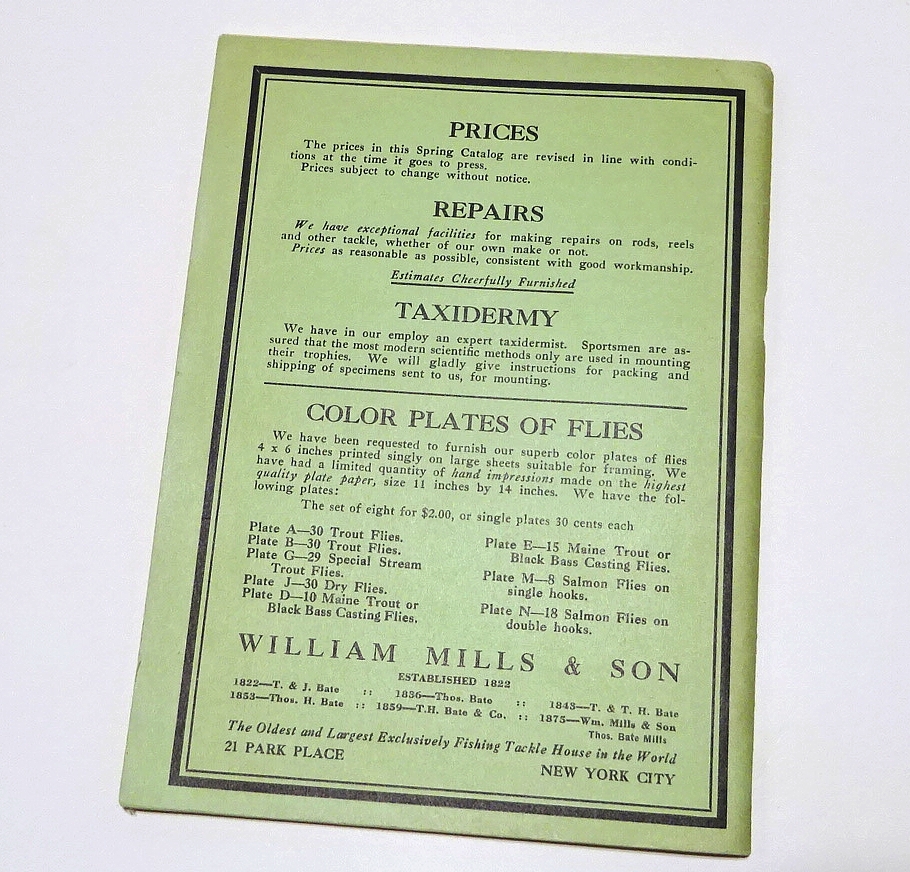 PRICES
The prices in this Spring Catalog are revised in line with condi-
tions at the time it goes to press.
Prices subject to change without notice.
REPAIRS
We have exceptional facilities for making repairs on rods, reels
and other tackle, whether of our own make or not.
Prices as reasonable as possible, consistent with good workmanship.
Estimates Cheerfully Furnished
TAXIDERMY
We have in our employ an expert taxidermist. Sportsmen are as-
sured that the most modern scientific methods only are used in mounting
their trophies. We will gladly give instructions for packing and
shipping of specimens sent to us, for mounting.
COLOR PLATES OF FLIES
We have been requested to furnish our superb color plates of flies
4 x 6 inches printed singly on large sheets suitable for framing. We
have had a limited quantity of hand impressions made on the highest
quality plate paper, size 11 inches by 14 inches. We have the fol-
lowing plates:
The set of eight for $2.00, or single plates 30 cents each
Plate A—30 Trout Flies.
Plate B—30 Trout Flies.
Plate G—29 Special Stream
Trout Flies.
Plate J—30 Dry Flies.
Plate D—10 Maine Trout or
Black Bass Casting Flies.
Plate E—15 Maine Trout or
Black Bass Casting Flies.
Plate M—8 Salmon Flies on
single hooks.
Plate N—18 Salmon Flies on
double hooks.
WILLIAM MILLS & SON
ESTABLISHED 1822
1822—T. & J. Bate :: 1836—Thos. Bate :: 1843—T. & T. H. Bate
1853—Thos. H. Bate :: 1859—T.H. Bate & Co. :: 1875—Wm. Mills & Son
Thos. Bate Mills
The Oldest and Largest Exclusively Fishing Tackle House in the World
21 PARK PLACE
NEW YORK CITY